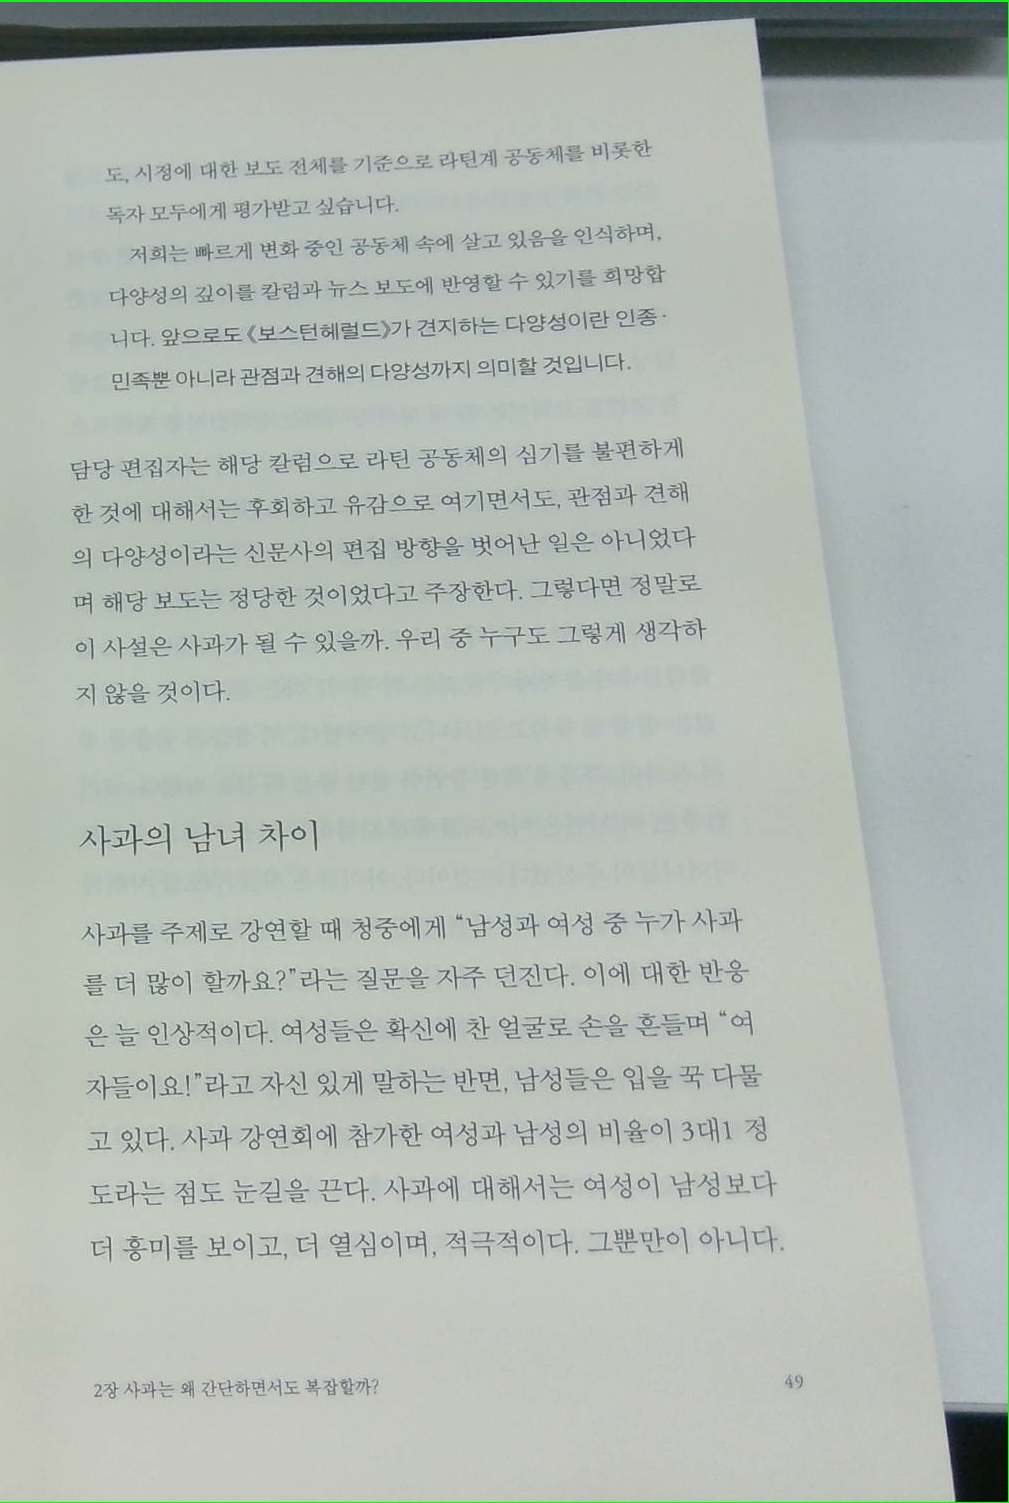 도, 시정에 대한 보도 전체를 기준으로 라틴계 공동체를 비롯한
독자 모두에게 평가받고 싶습니다.
저희는 빠르게 변화 중인 공동체 속에 살고 있음을 인식하며,
다양성의 깊이를 칼럼과 뉴스 보도에 반영할 수 있기를 희망합
니다. 앞으로도 《보스턴헤럴드》가 견지하는 다양성이란 인종·
민족뿐 아니라 관점과 견해의 다양성까지 의미할 것입니다.
담당 편집자는 해당 칼럼으로 라틴 공동체의 심기를 불편하게
한 것에 대해서는 후회하고 유감으로 여기면서도, 관점과 견해
의 다양성이라는 신문사의 편집 방향을 벗어난 일은 아니었다
며 해당 보도는 정당한 것이었다고 주장한다. 그렇다면 정말로
이 사설은 사과가 될 수 있을까. 우리 중 누구도 그렇게 생각하
지 않을 것이다.
사과의 남녀 차이
사과를 주제로 강연할 때 청중에게 “남성과 여성 중 누가 사과
를 더 많이 할까요?”라는 질문을 자주 던진다. 이에 대한 반응
은 늘 인상적이다. 여성들은 확신에 찬 얼굴로 손을 흔들며 “여
자들이요!”라고 자신 있게 말하는 반면, 남성들은 입을 꾹 다물
고 있다. 사과 강연회에 참가한 여성과 남성의 비율이 3대1 정
도라는 점도 눈길을 끈다. 사과에 대해서는 여성이 남성보다
더 흥미를 보이고, 더 열심이며, 적극적이다. 그뿐만이 아니다.
2장 사과는 왜 간단하면서도 복잡할까?
49